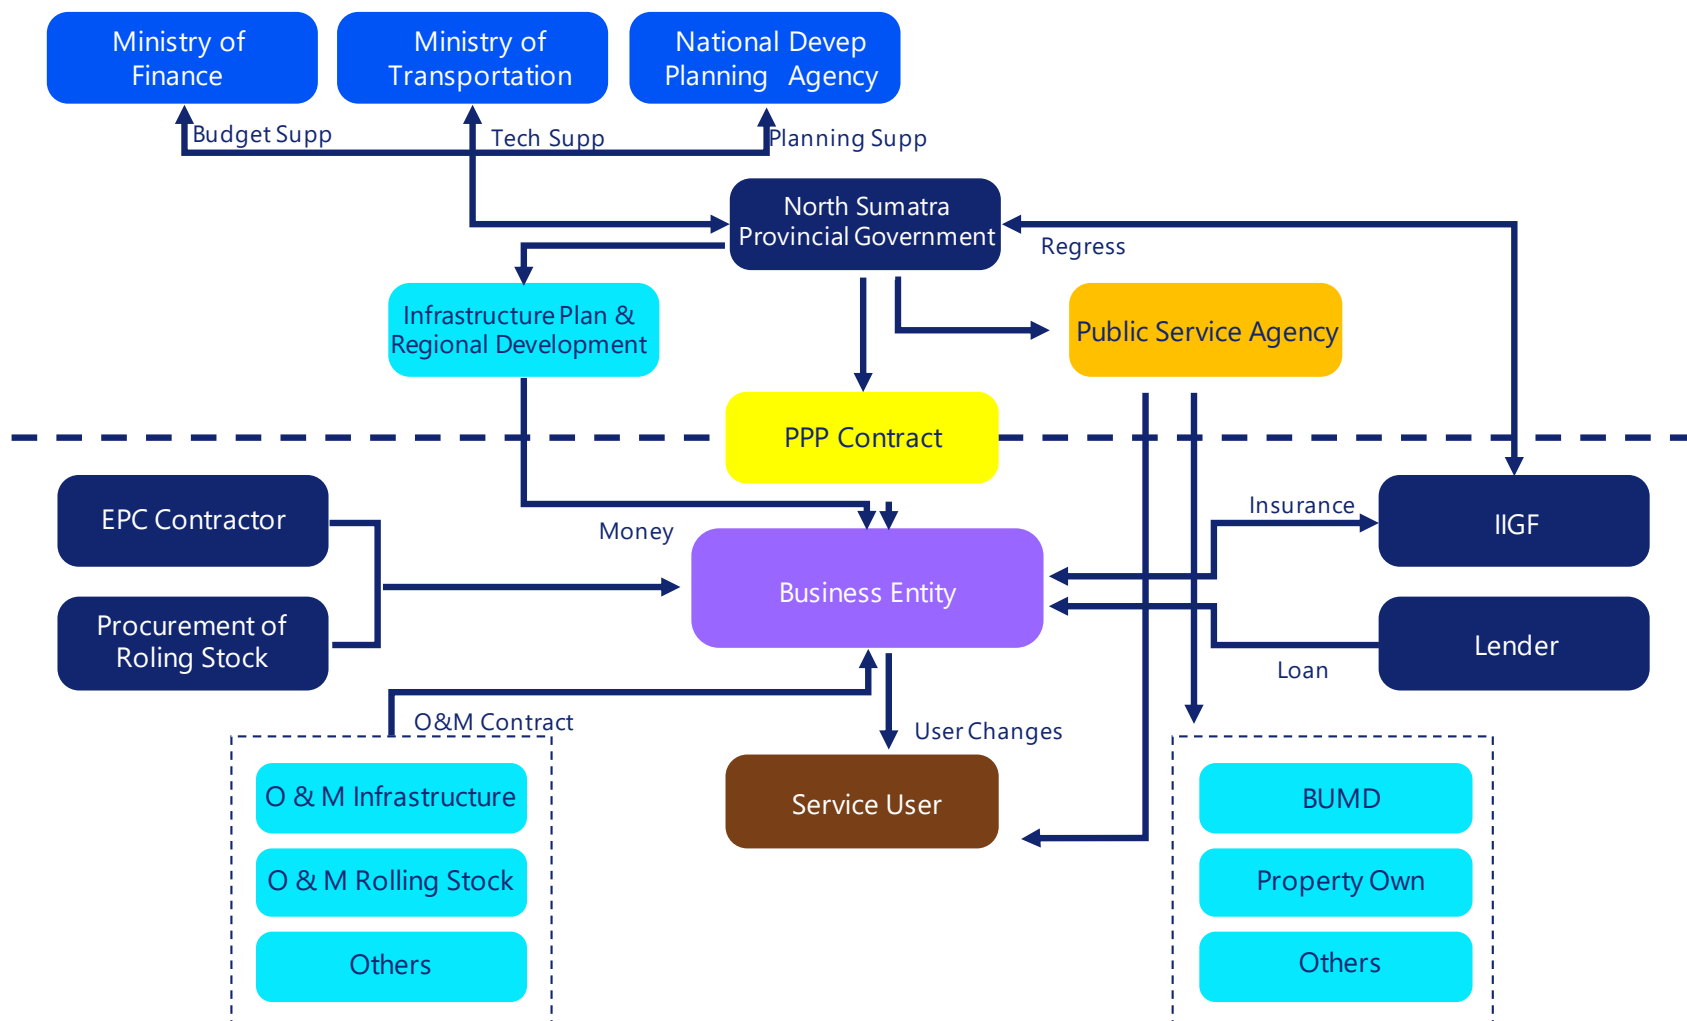 Ministry of
Finance
Ministry of
Transportation
National Devep
Planning Agency
Budget Supp
Tech Supp
Planning Supp
North Sumatra
Provincial Government
Regress
Infrastructure Plan &
Regional Development
Public Service Agency
PPP Contract
EPC Contractor
Money
Insurance
IIGF
Business Entity
Procurement of
Roling Stock
Lender
Loan
O&M Contract
User Changes
O & M Infrastructure
Service User
BUMD
O & M Rolling Stock
Property Own
Others
Others